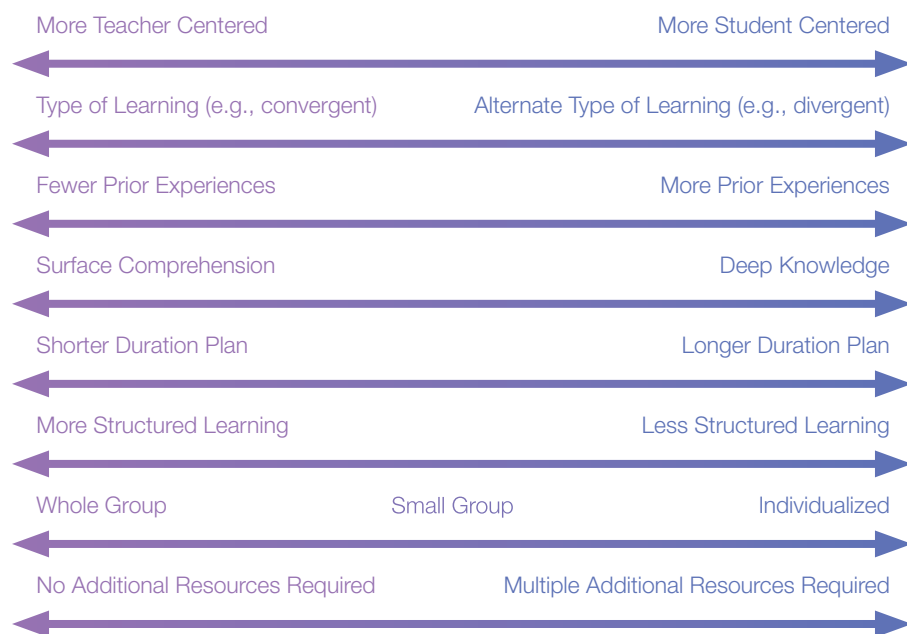 More Teacher Centered More Student Centered
Type of Learning (e.g., convergent) Alternate Type of Learning (e.g., divergent)
Fewer Prior Experiences More Prior Experiences
Surface Comprehension Deep Knowledge
Shorter Duration Plan Longer Duration Plan
More Structured Learning Less Structured Learning
Whole Group Small Group Individualized
No Additional Resources Required Multiple Additional Resources Required